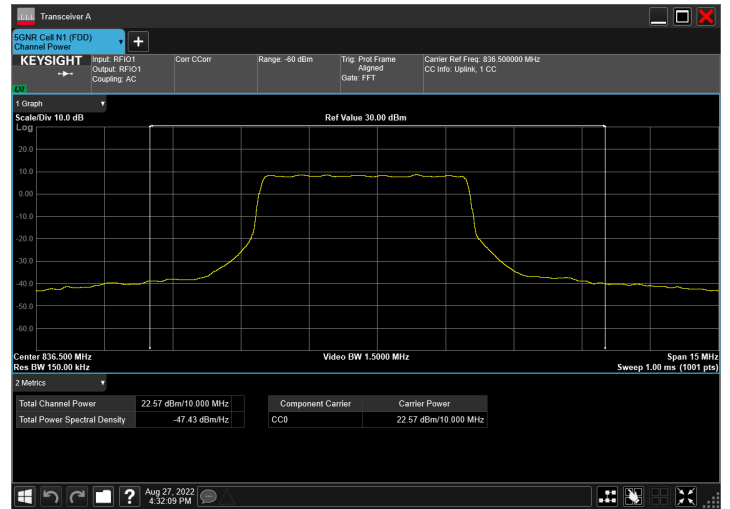 Transceiver A
5GNR Cell N1 (FDD)
Channel Power
KEYSIGHT
LXI
Input: RFIO1
Output: RFIO1
Coupling: AC
Corr CCorr
Range: -60 dBm
Trig: Prot Frame
Aligned
Gate: FFT
Carrier Ref Freq: 836.500000 MHz
CC Info: Uplink, 1 CC
1 Graph
Scale/Div 10.0 dB
Ref Value 30.00 dBm
Log
20.0
10.0
0.00
-10.0
-20.0
-30.0
-40.0
-50.0
-60.0
Center 836.500 MHz
Video BW 1.5000 MHz
Span 15 MHz
Res BW 150.00 kHz
Sweep 1.00 ms (1001 pts)
2 Metrics
Total Channel Power 22.57 dBm/10.000 MHz
Total Power Spectral Density -47.43 dBm/Hz
Component Carrier Carrier Power
CC0 22.57 dBm/10.000 MHz
?
Aug 27, 2022
4:32:09 PM